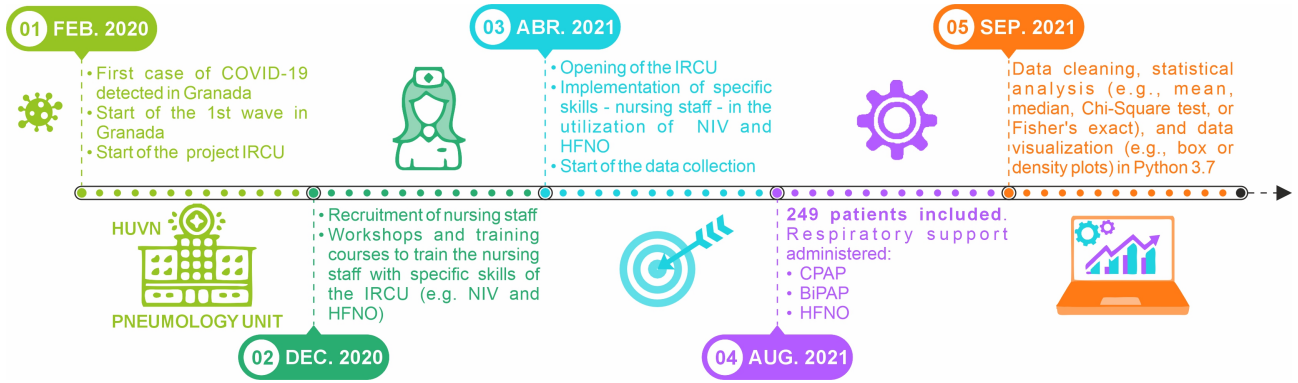 01 FEB. 2020
• First case of COVID-19
detected in Granada
• Start of the 1st wave in
Granada
• Start of the project IRCU
HUVN
PNEUMOLOGY UNIT
• Recruitment of nursing staff
• Workshops and training
courses to train the nursing
staff with specific skills of
the IRCU (e.g. NIV and
HFNO)
02 DEC. 2020
03 ABR. 2021
• Opening of the IRCU
• Implementation of specific
skills - nursing staff - in the
utilization of NIV and
HFNO
• Start of the data collection
249 patients included.
Respiratory support
administered:
• CPAP
• BiPAP
• HFNO
04 AUG. 2021
05 SEP. 2021
Data cleaning, statistical
analysis (e.g., mean,
median, Chi-Square test, or
Fisher's exact), and data
visualization (e.g., box or
density plots) in Python 3.7